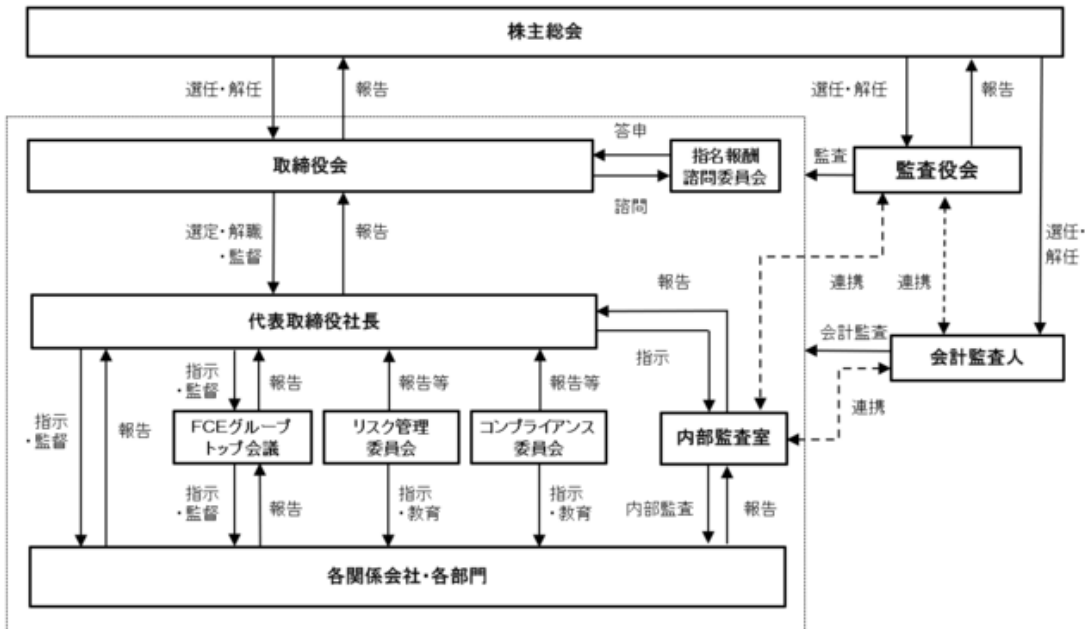 株主総会
選任・解任
報告
選任・解任
報告
答申
取締役会
指名報酬
諮問委員会
監査
監査役会
諮問
選定・解職
・監督
報告
選任・
解任
報告
連携
連携
代表取締役社長
会計監査
会計監査人
指示
指示
・監督
報告
報告等
報告等
連携
指示
・監督
報告
FCEグループ
トップ会議
リスク管理
委員会
コンプライアンス
委員会
内部監査室
指示
・監督
報告
指示
・教育
指示
・教育
内部監査
報告
各関係会社・各部門